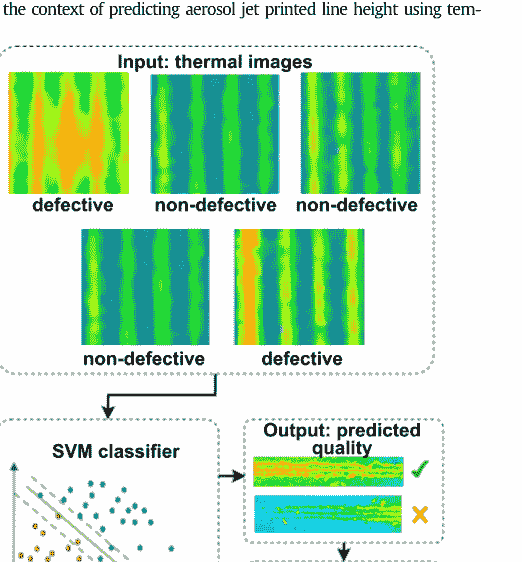 the context of predicting aerosol jet printed line height using tem-
Input: thermal images
defective
non-defective
non-defective
non-defective
defective
SVM classifier
Output: predicted
quality